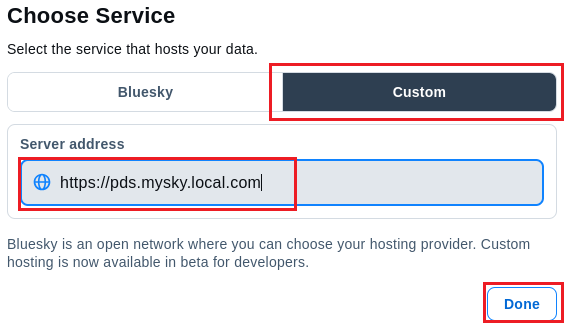 Choose Service
Select the service that hosts your data.
Bluesky
Custom
Server address
https://pds.mysky.local.com
Bluesky is an open network where you can choose your hosting provider. Custom
hosting is now available in beta for developers.
Done